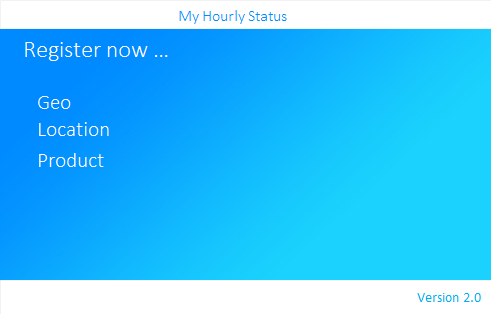 My Hourly Status
Register now ...
Geo
Location
Product
Version 2.0